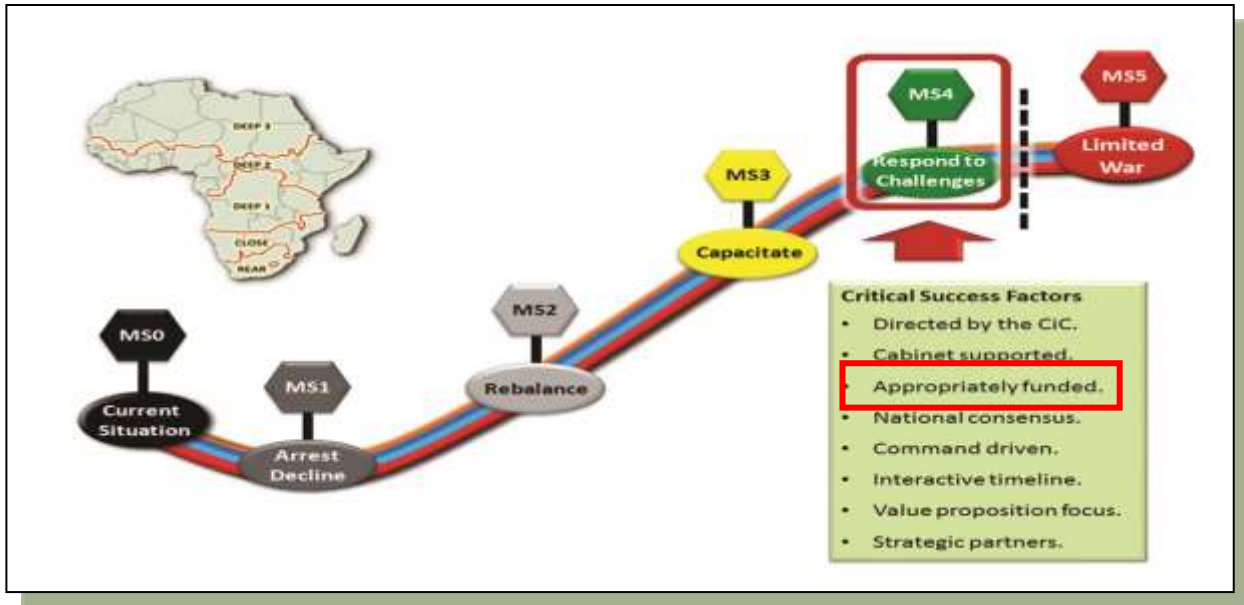 DEEP 3
DEEP 2
DEEP 1
CLOSE
REAR
MS0
Current
Situation
MS1
Arrest
Decline
MS2
Rebalance
MS3
Capacitate
MS4
Respond to
Challenges
MS5
Limited
War
Critical Success Factors
• Directed by the CiC.
• Cabinet supported.
• Appropriately funded.
• National consensus.
• Command driven.
• Interactive timeline.
• Value proposition focus.
• Strategic partners.